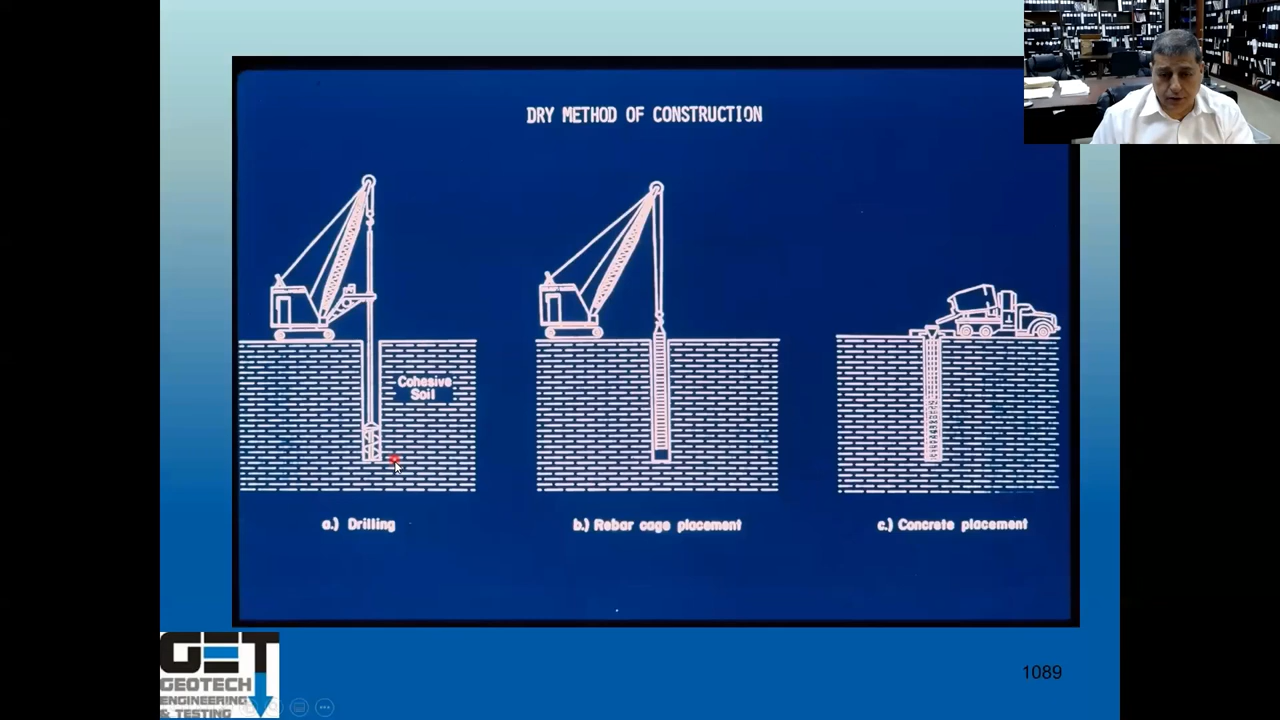 DRY METHOD OF CONSTRUCTION
Cohesive
Soil
a.) Drilling
b.) Rebar cage placement
c.) Concrete placement
GET
GEOTECH
ENGINEERING
& TESTING
1089